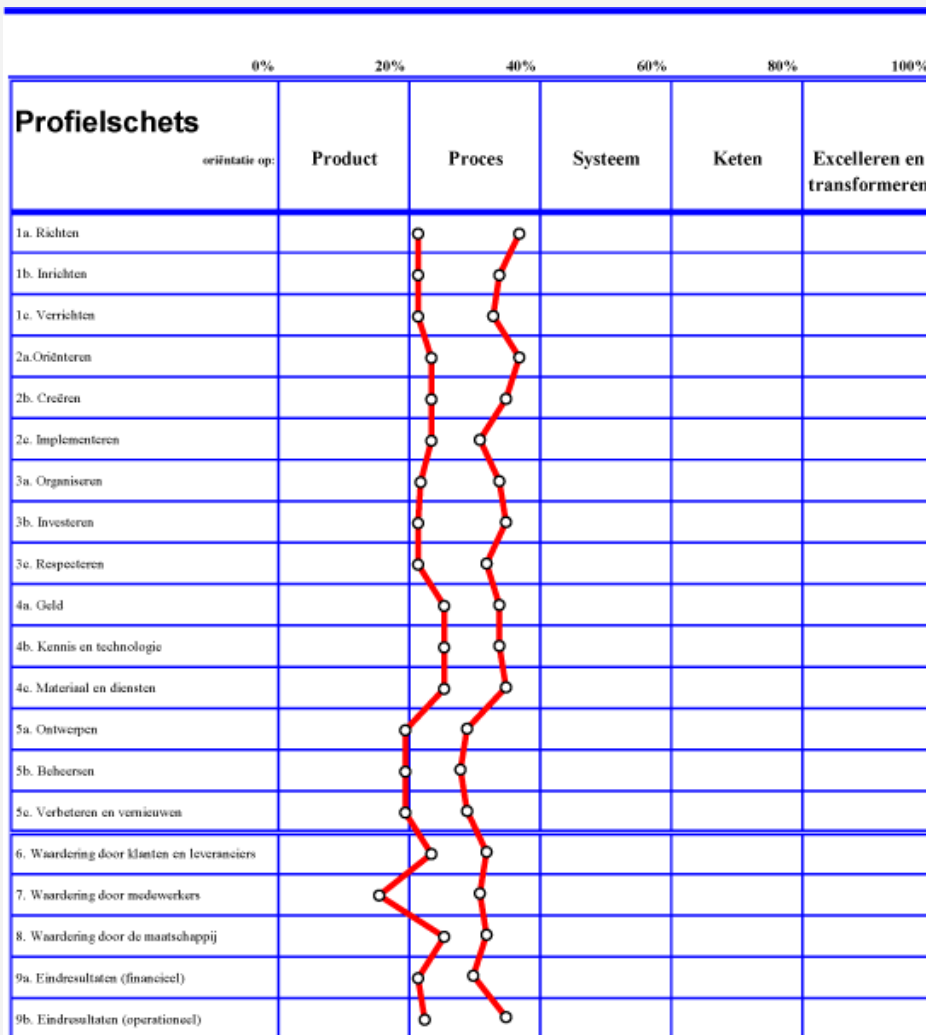 0% 20% 40% 60% 80% 100%
Profielschets
oriëntatie op: Product Proces Systeem Keten Excelleren en
transformeren
1a. Richten
1b. Inrichten
1c. Verrichten
2a.Oriënteren
2b. Creëren
2c. Implementeren
3a. Organiseren
3b. Investeren
3c. Respecteren
4a. Geld
4b. Kennis en technologie
4c. Materiaal en diensten
5a. Ontwerpen
5b. Beheersen
5c. Verbeteren en vernieuwen
6. Waardering door klanten en leveranciers
7. Waardering door medewerkers
8. Waardering door de maatschappij
9a. Eindresultaten (financieel)
9b. Eindresultaten (operationeel)